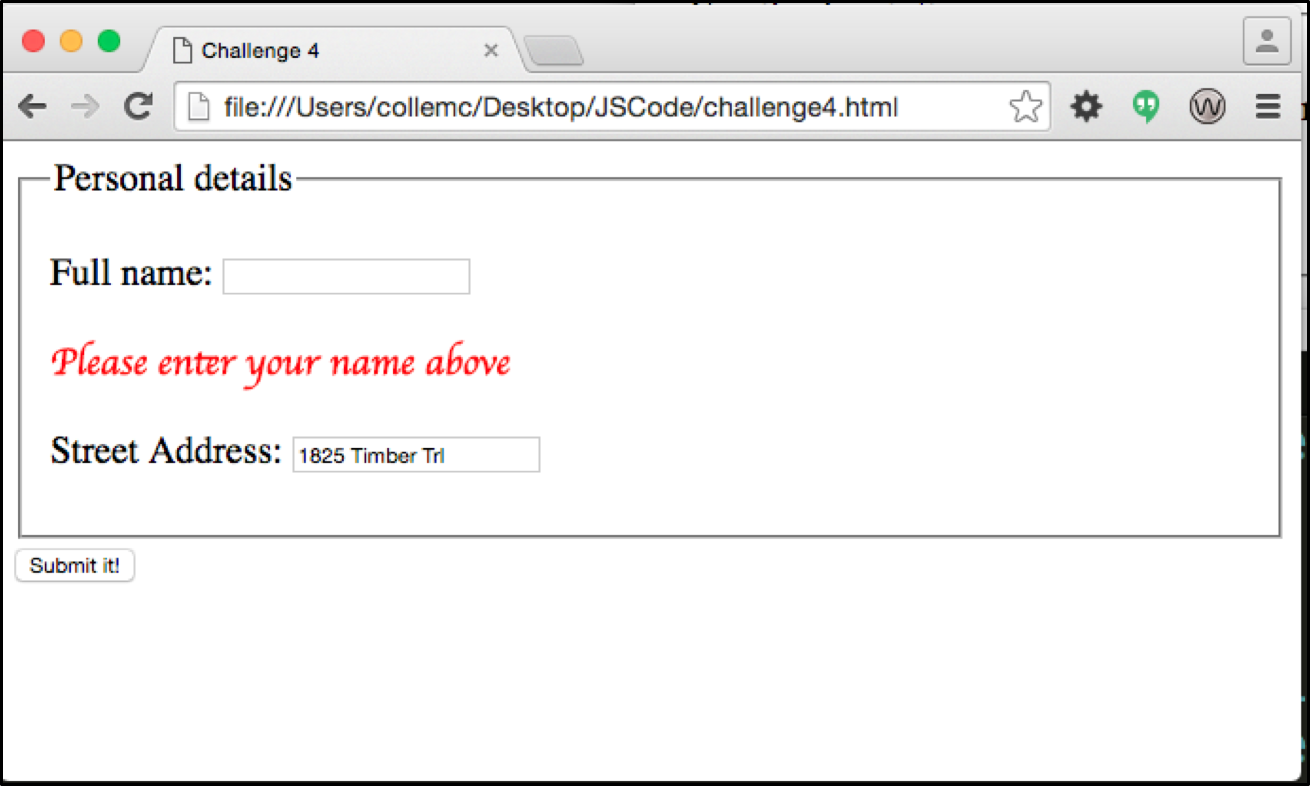 Challenge 4
file:///Users/collemc/Desktop/JSCode/challenge4.html
Personal details
Full name:
Please enter your name above
Street Address: 1825 Timber Trl
Submit it!